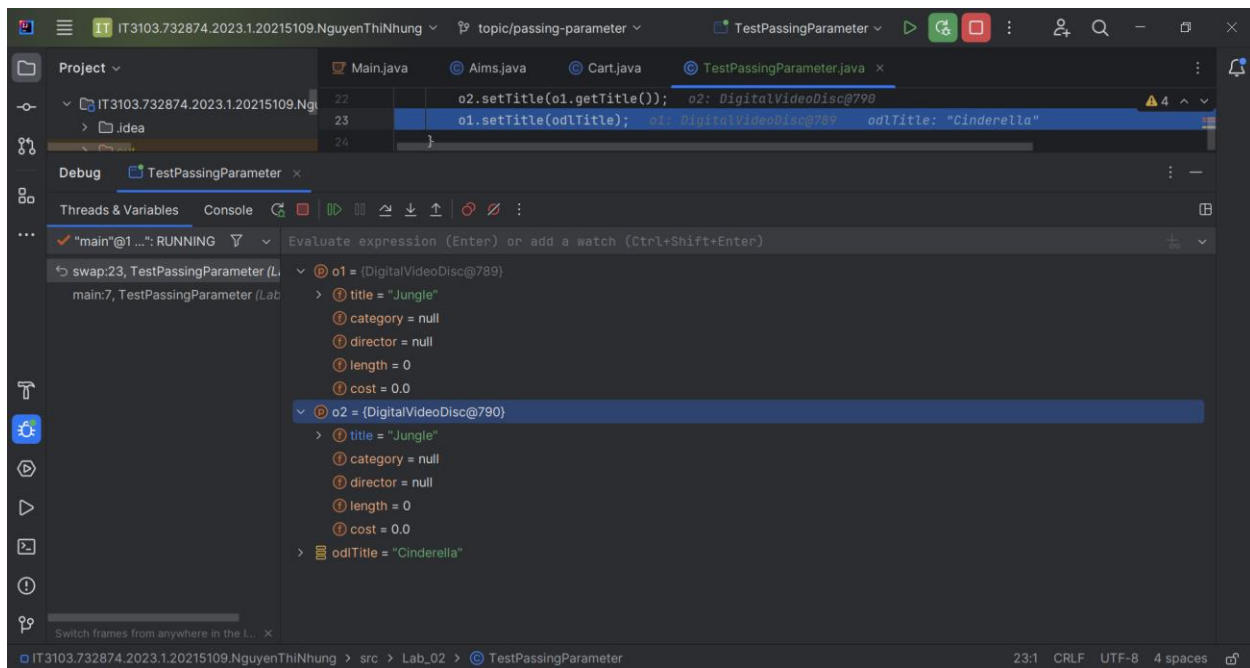 IT IT3103.732874.2023.1.20215109.NguyenThiNhung topic/passing-parameter TestPassingParameter
Project Main.java Aims.java Cart.java TestPassingParameter.java
22 o2.setTitle(o1.getTitle()); o2: DigitalVideoDisc@790 4
IT3103.732874.2023.1.20215109.Ngu
23 o1.setTitle(odlTitle); o1: DigitalVideoDisc@789 odlTitle: "Cinderella"
.idea
24 }
Debug TestPassingParameter
Threads & Variables Console
"main"@1 ...": RUNNING Evaluate expression (Enter) or add a watch (Ctrl+Shift+Enter)
swap:23, TestPassingParameter (La
main:7, TestPassingParameter (Lab
o1 = {DigitalVideoDisc@789}
title = "Jungle"
category = null
director = null
length = 0
cost = 0.0
o2 = {DigitalVideoDisc@790}
title = "Jungle"
category = null
director = null
length = 0
cost = 0.0
odlTitle = "Cinderella"
Switch frames from anywhere in the I...
IT3103.732874.2023.1.20215109.NguyenThiNhung > src > Lab_02 > TestPassingParameter 23:1 CRLF UTF-8 4 spaces